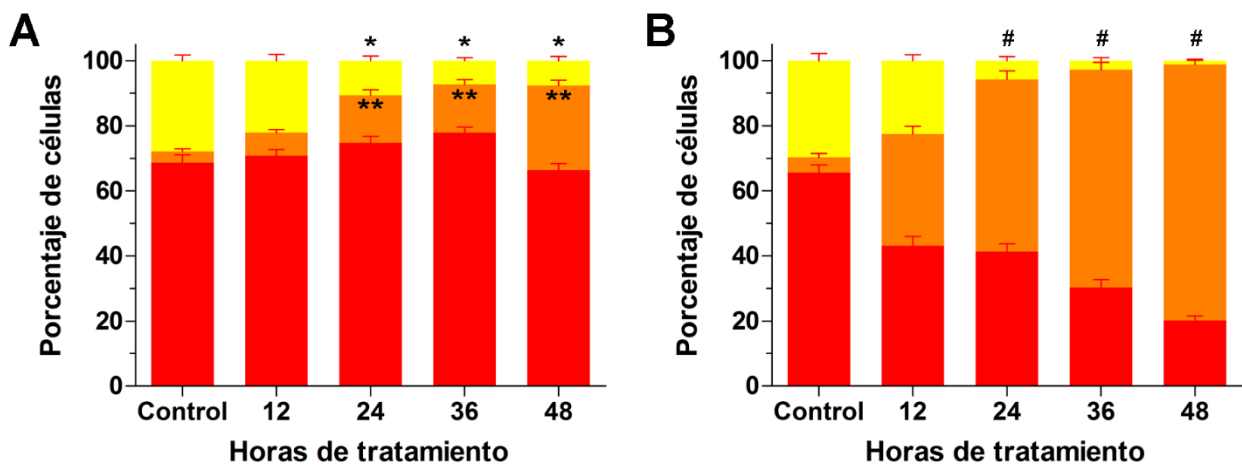 A
Porcentaje de células
100
80
60
40
20
0
* * *
** ** **
Control 12 24 36 48
Horas de tratamiento
B
Porcentaje de células
100
80
60
40
20
0
# # #
Control 12 24 36 48
Horas de tratamiento